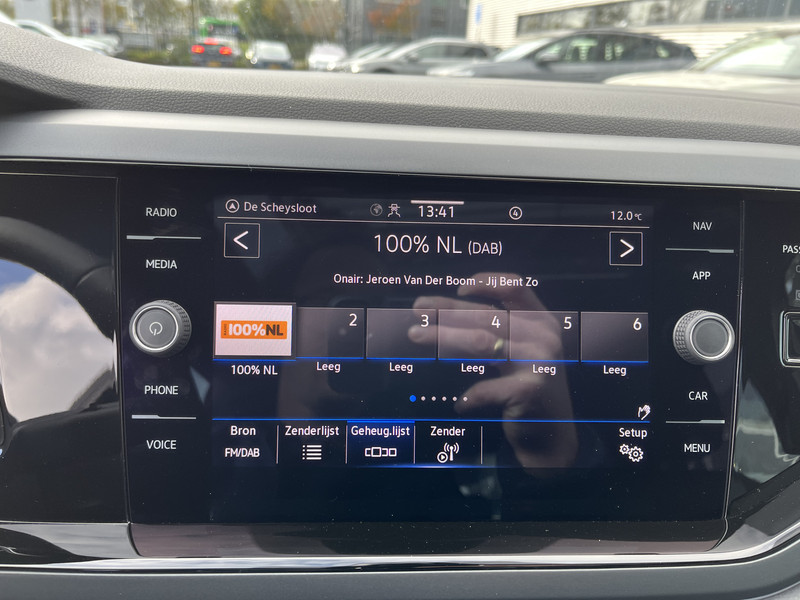 RADIO
MEDIA
PHONE
VOICE
De Scheysloot
13:41
4
12.0°C
100% NL (DAB)
Onair: Jeroen Van Der Boom - Jij Bent Zo
100%NL 2 3 4 5 6
100% NL Leeg Leeg Leeg Leeg Leeg
Bron Zenderlijst Geheug.lijst Zender Setup
FM/DAB
NAV
APP
CAR
MENU
PASS